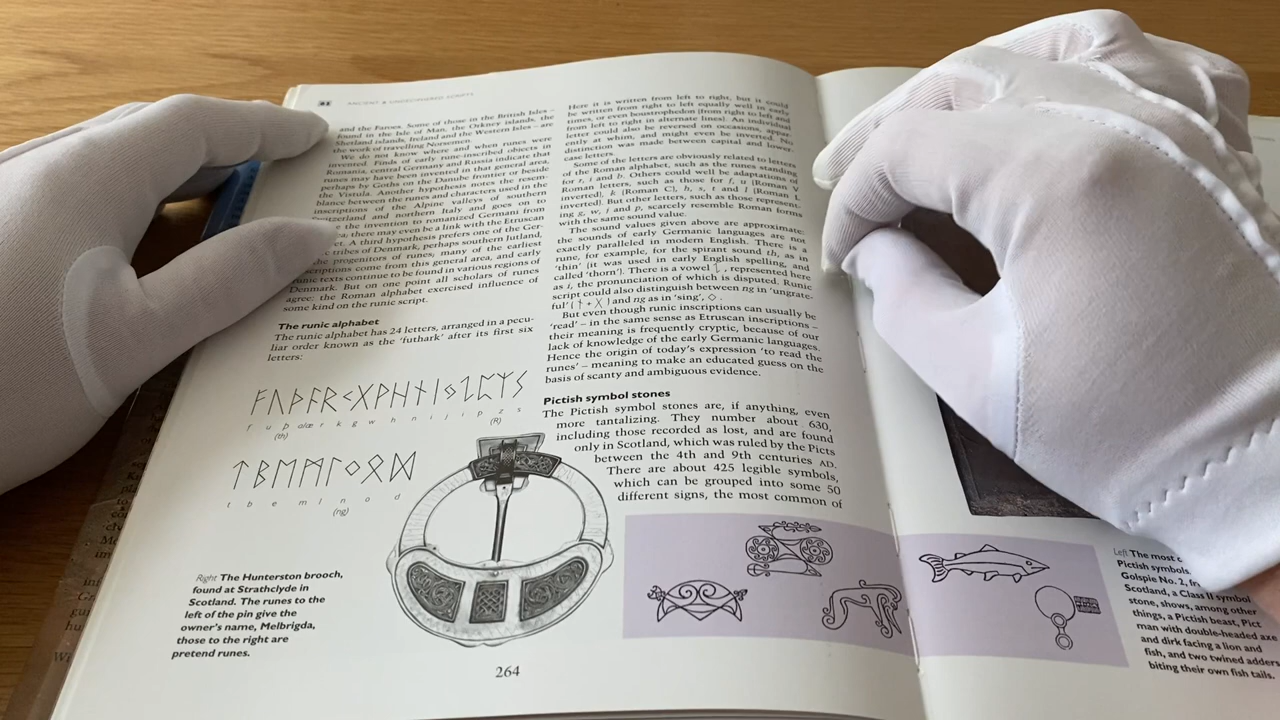 21 ANCIENT & UNDECIPHERED SCRIPTS
and the Faroes. Some of those in the British Isles –
found in the Isle of Man, the Orkney islands, the
Shetland islands, Ireland and the Western Isles – are
the work of travelling Norsemen.
We do not know where and when runes were
invented. Finds of early rune-inscribed objects in
Romania, central Germany and Russia indicate that
runes may have been invented in that general area,
perhaps by Goths on the Danube frontier or beside
the Vistula. Another hypothesis notes the resem-
blance between the runes and characters used in the
inscriptions of the Alpine valleys of southern
Switzerland and northern Italy and goes on to
the invention to romanized Germani from
there may even be a link with the Etruscan
A third hypothesis prefers one of the Ger-
tribes of Denmark, perhaps southern Jutland,
the progenitors of runes; many of the earliest
come from this general area, and early
texts continue to be found in various regions of
Denmark. But on one point all scholars of runes
agree: the Roman alphabet exercised influence of
some kind on the runic script.
The runic alphabet
The runic alphabet has 24 letters, arranged in a pecu-
liar order known as the 'futhark' after its first six
letters:
ᚠ ᚢ ᚦ ᚨ ᚱ ᚲ ᚷ ᚹ ᚺ ᚾ ᛁ ᛃ ᛇ ᛈ ᛉ ᛊ
f u þ a/æ r k g w h n i j ï p z s
(th) (R)
ᛏ ᛒ ᛖ ᛗ ᛚ ᛜ ᛟ ᛞ
t b e m l n o d
(ng)
Right The Hunterston brooch,
found at Strathclyde in
Scotland. The runes to the
left of the pin give the
owner's name, Melbrigda,
those to the right are
pretend runes.
Here it is written from left to right, but it could
be written from right to left equally well in early
times, or even boustrophedon (from right to left and
from left to right in alternate lines). An individual
letter could also be reversed on occasions, appar-
ently at whim, and might even be inverted. No
distinction was made between capital and lower-
case letters.
Some of the letters are obviously related to letters
of the Roman alphabet, such as the runes standing
for r, i and b. Others could well be adaptations of
Roman letters, such as those for f, u (Roman V
inverted), k (Roman C), h, s, t and l (Roman L
inverted). But other letters, such as those represent-
ing g, w, j and p, scarcely resemble Roman forms
with the same sound value.
The sound values given above are approximate:
the sounds of early Germanic languages are not
exactly paralleled in modern English. There is a
rune, for example, for the spirant sound th, as in
'thin' (it was used in early English spelling, and
called 'thorn'). There is a vowel ᛇ, represented here
as ï, the pronunciation of which is disputed. Runic
script could also distinguish between ng in 'ungrate-
ful' (ᚾ + ᚷ) and ng as in 'sing', ◇.
But even though runic inscriptions can usually be
'read' – in the same sense as Etruscan inscriptions –
their meaning is frequently cryptic, because of our
lack of knowledge of the early Germanic languages.
Hence the origin of today's expression 'to read the
runes' – meaning to make an educated guess on the
basis of scanty and ambiguous evidence.
Pictish symbol stones
The Pictish symbol stones are, if anything, even
more tantalizing. They number about 630,
including those recorded as lost, and are found
only in Scotland, which was ruled by the Picts
between the 4th and 9th centuries AD.
There are about 425 legible symbols,
which can be grouped into some 50
different signs, the most common of
264
Left The most
Pictish symbols
Golspie No. 2, fr
Scotland, a Class II symbol
stone, shows, among other
things, a Pictish beast, Pict
man with double-headed axe
and dirk facing a lion and
fish, and two twined adders
biting their own fish tails.